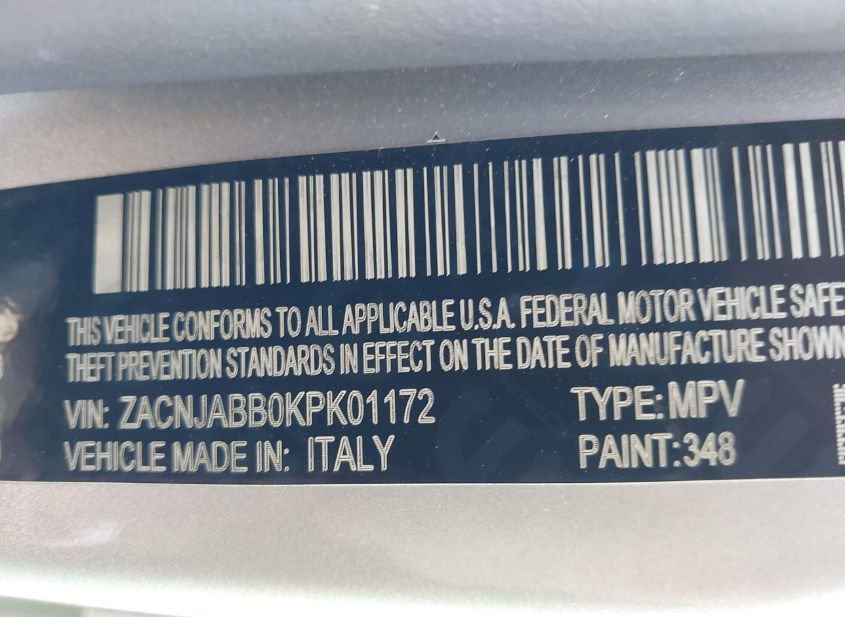 THIS VEHICLE CONFORMS TO ALL APPLICABLE U.S.A. FEDERAL MOTOR VEHICLE SAFE
THEFT PREVENTION STANDARDS IN EFFECT ON THE DATE OF MANUFACTURE SHOWN
VIN: ZACNJABB0KPK01172 TYPE: MPV
VEHICLE MADE IN: ITALY PAINT: 348